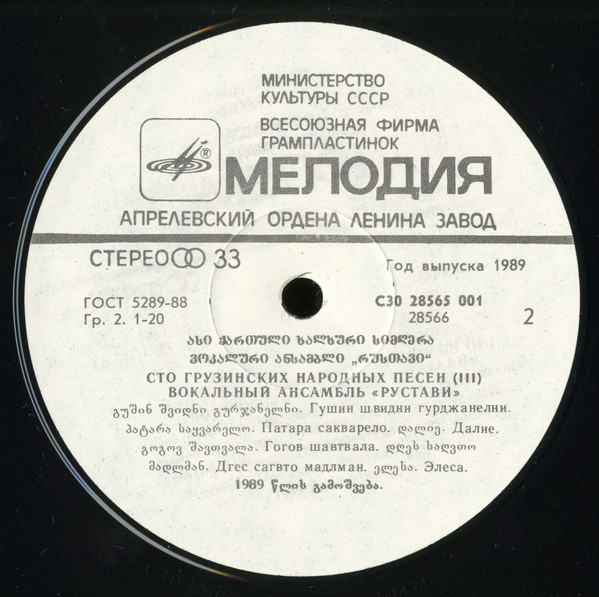 МИНИСТЕРСТВО
КУЛЬТУРЫ СССР
ВСЕСОЮЗНАЯ ФИРМА
ГРАМПЛАСТИНОК
®
МЕЛОДИЯ
АПРЕЛЕВСКИЙ ОРДЕНА ЛЕНИНА ЗАВОД
СТЕРЕО 33
Год выпуска 1989
ГОСТ 5289-88
С30 28565 001
Гр. 2. 1-20
28566
2
ასი ქართული ხალხური სიმღერა
ვოკალური ანსამბლი „რუსთავი“
СТО ГРУЗИНСКИХ НАРОДНЫХ ПЕСЕН (III)
ВОКАЛЬНЫЙ АНСАМБЛЬ «РУСТАВИ»
გუშინ შვიდნი გურჯანელნი. Гушин швидни гурджанелни.
პატარა საყვარელო. Патара сакварело. დალიე. Далие.
გოგოვ შავთვალა. Гогов шавтвала. დღეს საღვთო
მადლმან. Дгес сагвто мадлман. ელესა. Элеса.
1989 წლის გამოშვება.